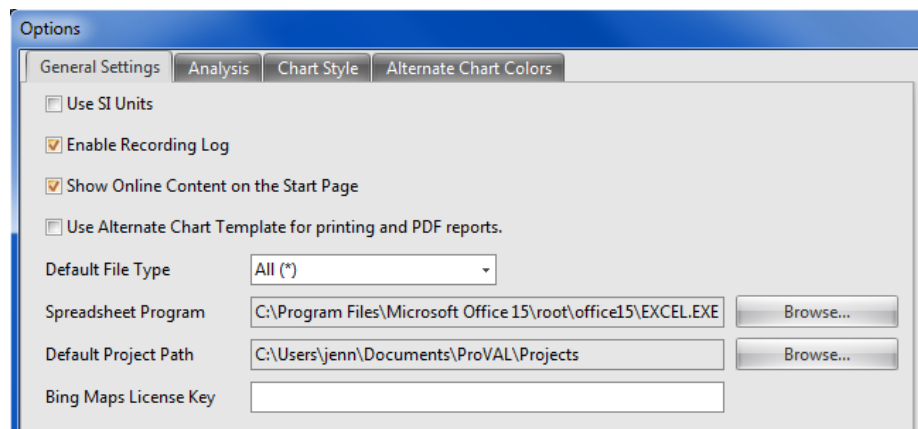 Options
General Settings Analysis Chart Style Alternate Chart Colors
Use SI Units
Enable Recording Log
Show Online Content on the Start Page
Use Alternate Chart Template for printing and PDF reports.
Default File Type All (*)
Spreadsheet Program C:\Program Files\Microsoft Office 15\root\office15\EXCEL.EXE Browse...
Default Project Path C:\Users\jenn\Documents\ProVAL\Projects Browse...
Bing Maps License Key